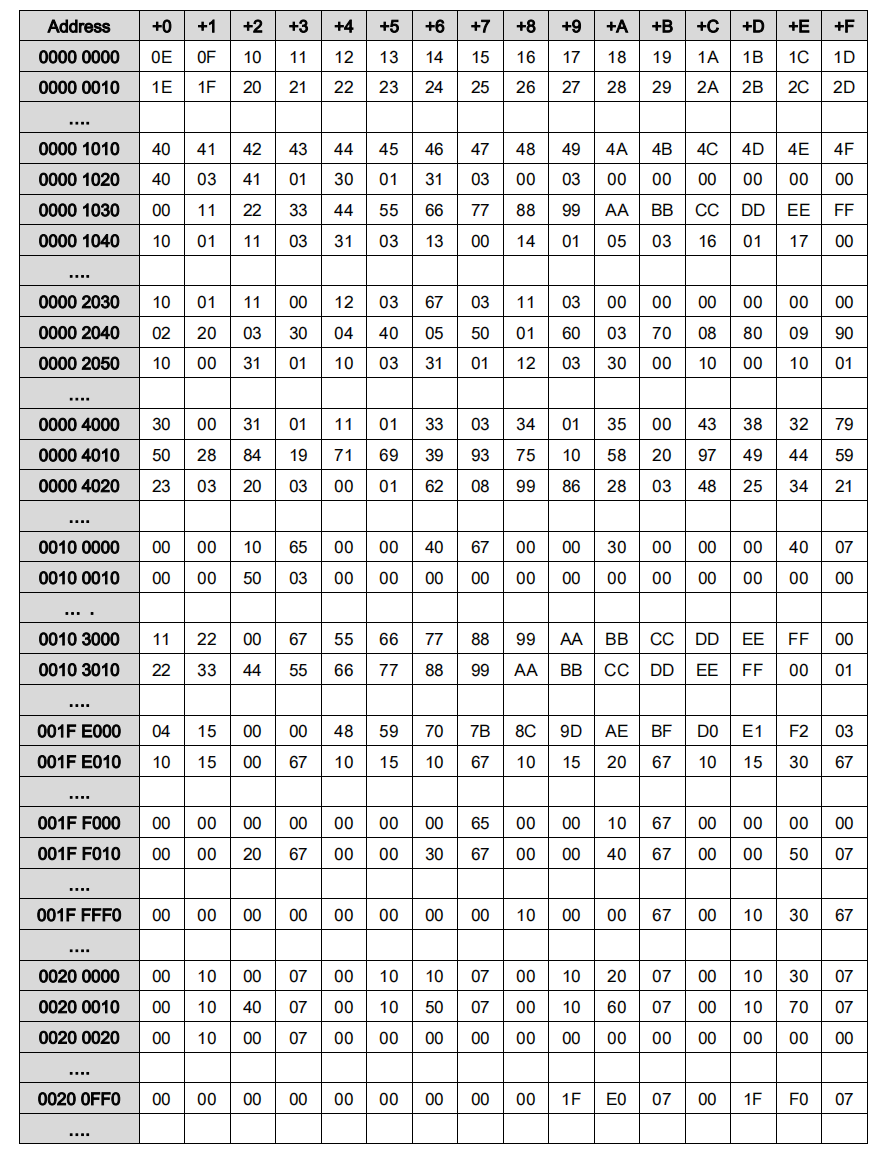 Address +0 +1 +2 +3 +4 +5 +6 +7 +8 +9 +A +B +C +D +E +F
0000 0000 0E 0F 10 11 12 13 14 15 16 17 18 19 1A 1B 1C 1D
0000 0010 1E 1F 20 21 22 23 24 25 26 27 28 29 2A 2B 2C 2D
....
0000 1010 40 41 42 43 44 45 46 47 48 49 4A 4B 4C 4D 4E 4F
0000 1020 40 03 41 01 30 01 31 03 00 03 00 00 00 00 00 00
0000 1030 00 11 22 33 44 55 66 77 88 99 AA BB CC DD EE FF
0000 1040 10 01 11 03 31 03 13 00 14 01 05 03 16 01 17 00
....
0000 2030 10 01 11 00 12 03 67 03 11 03 00 00 00 00 00 00
0000 2040 02 20 03 30 04 40 05 50 01 60 03 70 08 80 09 90
0000 2050 10 00 31 01 10 03 31 01 12 03 30 00 10 00 10 01
....
0000 4000 30 00 31 01 11 01 33 03 34 01 35 00 43 38 32 79
0000 4010 50 28 84 19 71 69 39 93 75 10 58 20 97 49 44 59
0000 4020 23 03 20 03 00 01 62 08 99 86 28 03 48 25 34 21
....
0010 0000 00 00 10 65 00 00 40 67 00 00 30 00 00 00 40 07
0010 0010 00 00 50 03 00 00 00 00 00 00 00 00 00 00 00 00
... .
0010 3000 11 22 00 67 55 66 77 88 99 AA BB CC DD EE FF 00
0010 3010 22 33 44 55 66 77 88 99 AA BB CC DD EE FF 00 01
....
001F E000 04 15 00 00 48 59 70 7B 8C 9D AE BF D0 E1 F2 03
001F E010 10 15 00 67 10 15 10 67 10 15 20 67 10 15 30 67
....
001F F000 00 00 00 00 00 00 00 65 00 00 10 67 00 00 00 00
001F F010 00 00 20 67 00 00 30 67 00 00 40 67 00 00 50 07
....
001F FFF0 00 00 00 00 00 00 00 00 10 00 00 67 00 10 30 67
....
0020 0000 00 10 00 07 00 10 10 07 00 10 20 07 00 10 30 07
0020 0010 00 10 40 07 00 10 50 07 00 10 60 07 00 10 70 07
0020 0020 00 10 00 07 00 00 00 00 00 00 00 00 00 00 00 00
....
0020 0FF0 00 00 00 00 00 00 00 00 00 1F E0 07 00 1F F0 07
....